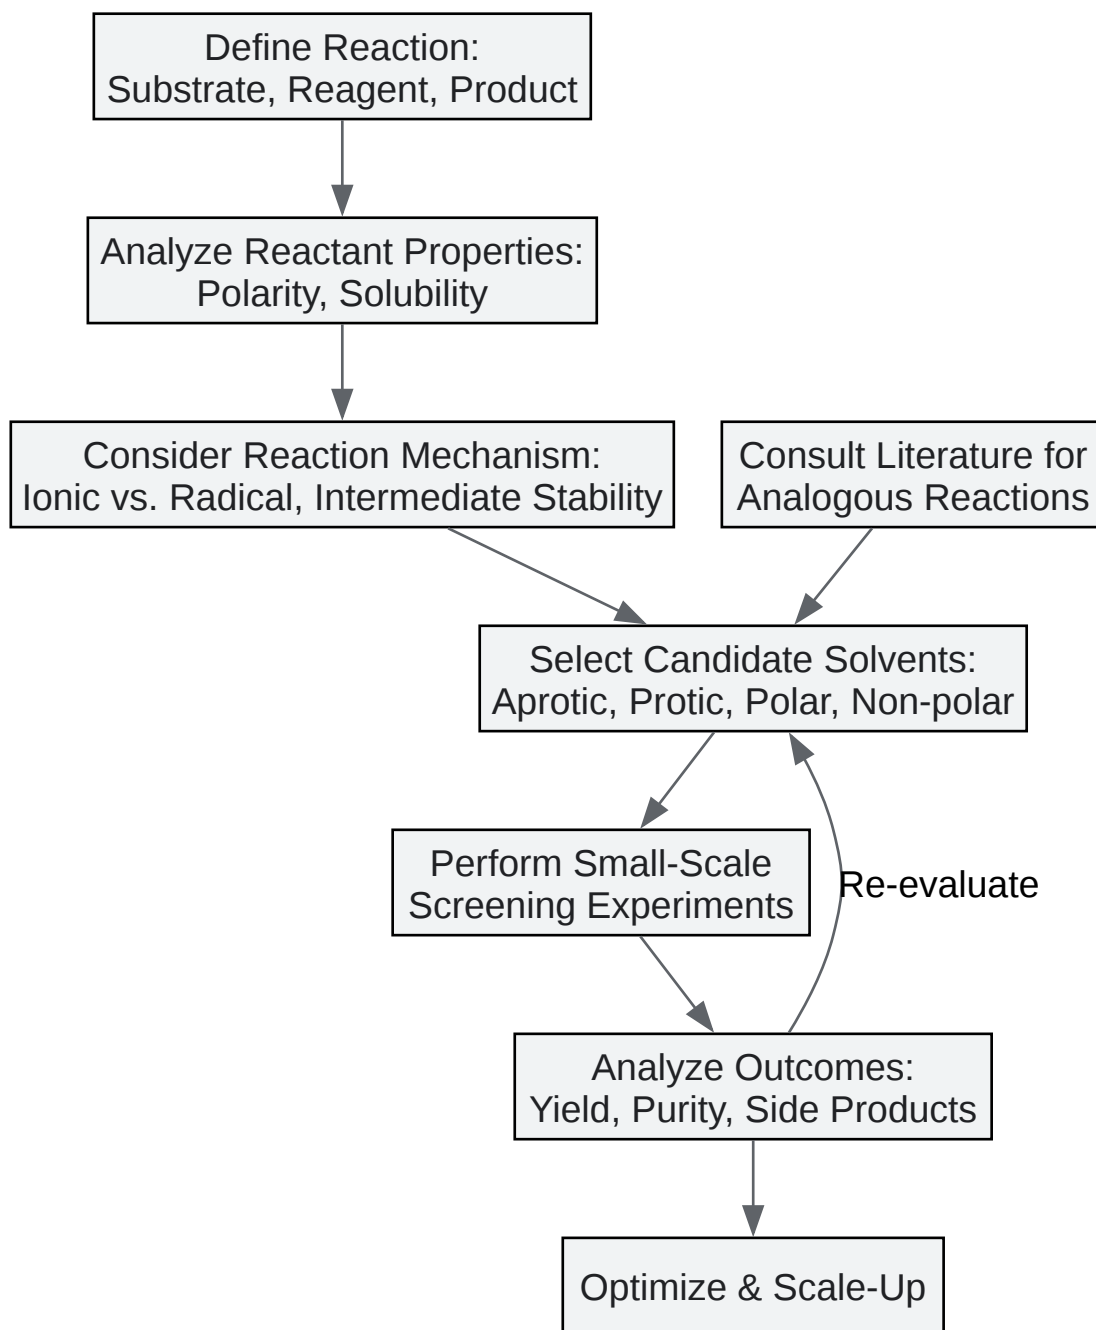 Define Reaction:
Substrate, Reagent, Product
Analyze Reactant Properties:
Polarity, Solubility
Consider Reaction Mechanism:
Ionic vs. Radical, Intermediate Stability
Consult Literature for
Analogous Reactions
Select Candidate Solvents:
Aprotic, Protic, Polar, Non-polar
Perform Small-Scale
Screening Experiments
Re-evaluate
Analyze Outcomes:
Yield, Purity, Side Products
Optimize & Scale-Up